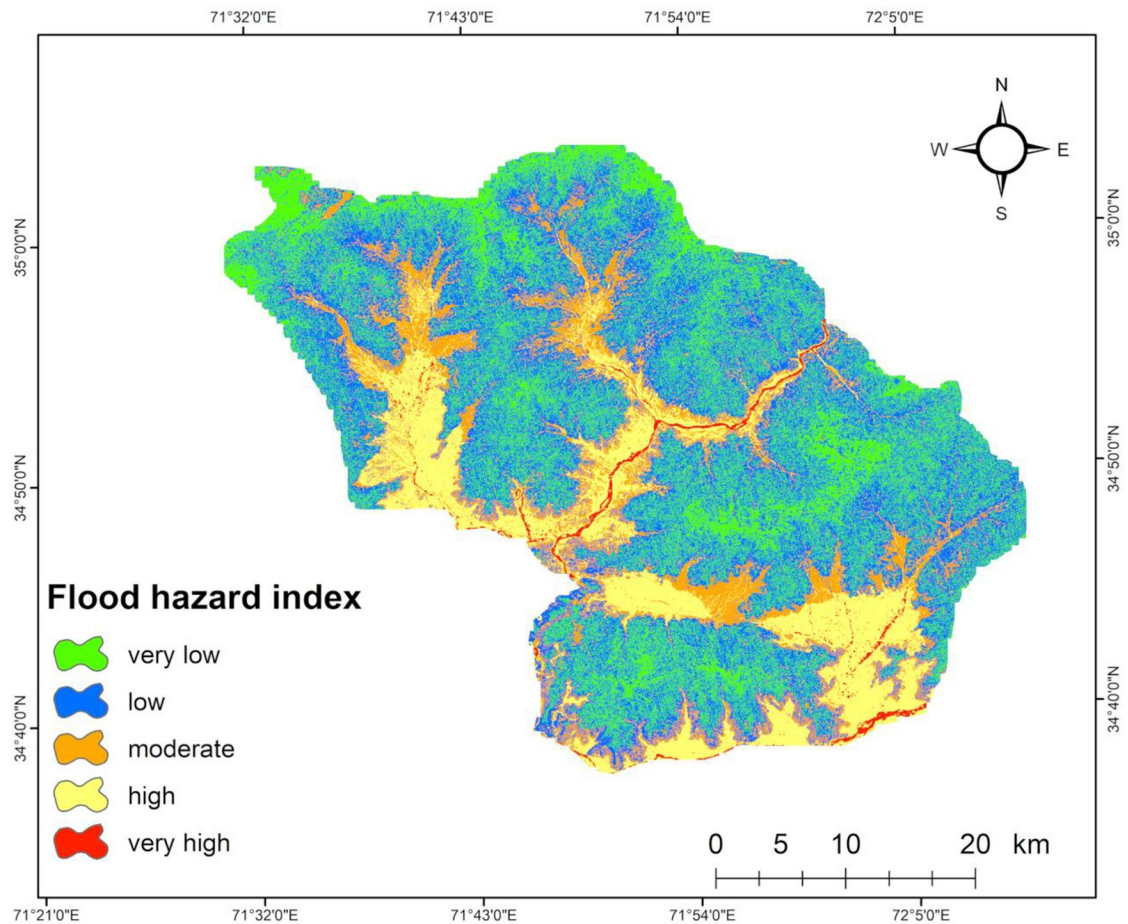 71°32'0"E 71°43'0"E 71°54'0"E 72°5'0"E
N
W E
S
35°0'0"N 35°0'0"N
34°50'0"N 34°50'0"N
Flood hazard index
very low
low
moderate
high
very high
34°40'0"N 34°40'0"N
0 5 10 20 km
71°21'0"E 71°32'0"E 71°43'0"E 71°54'0"E 72°5'0"E